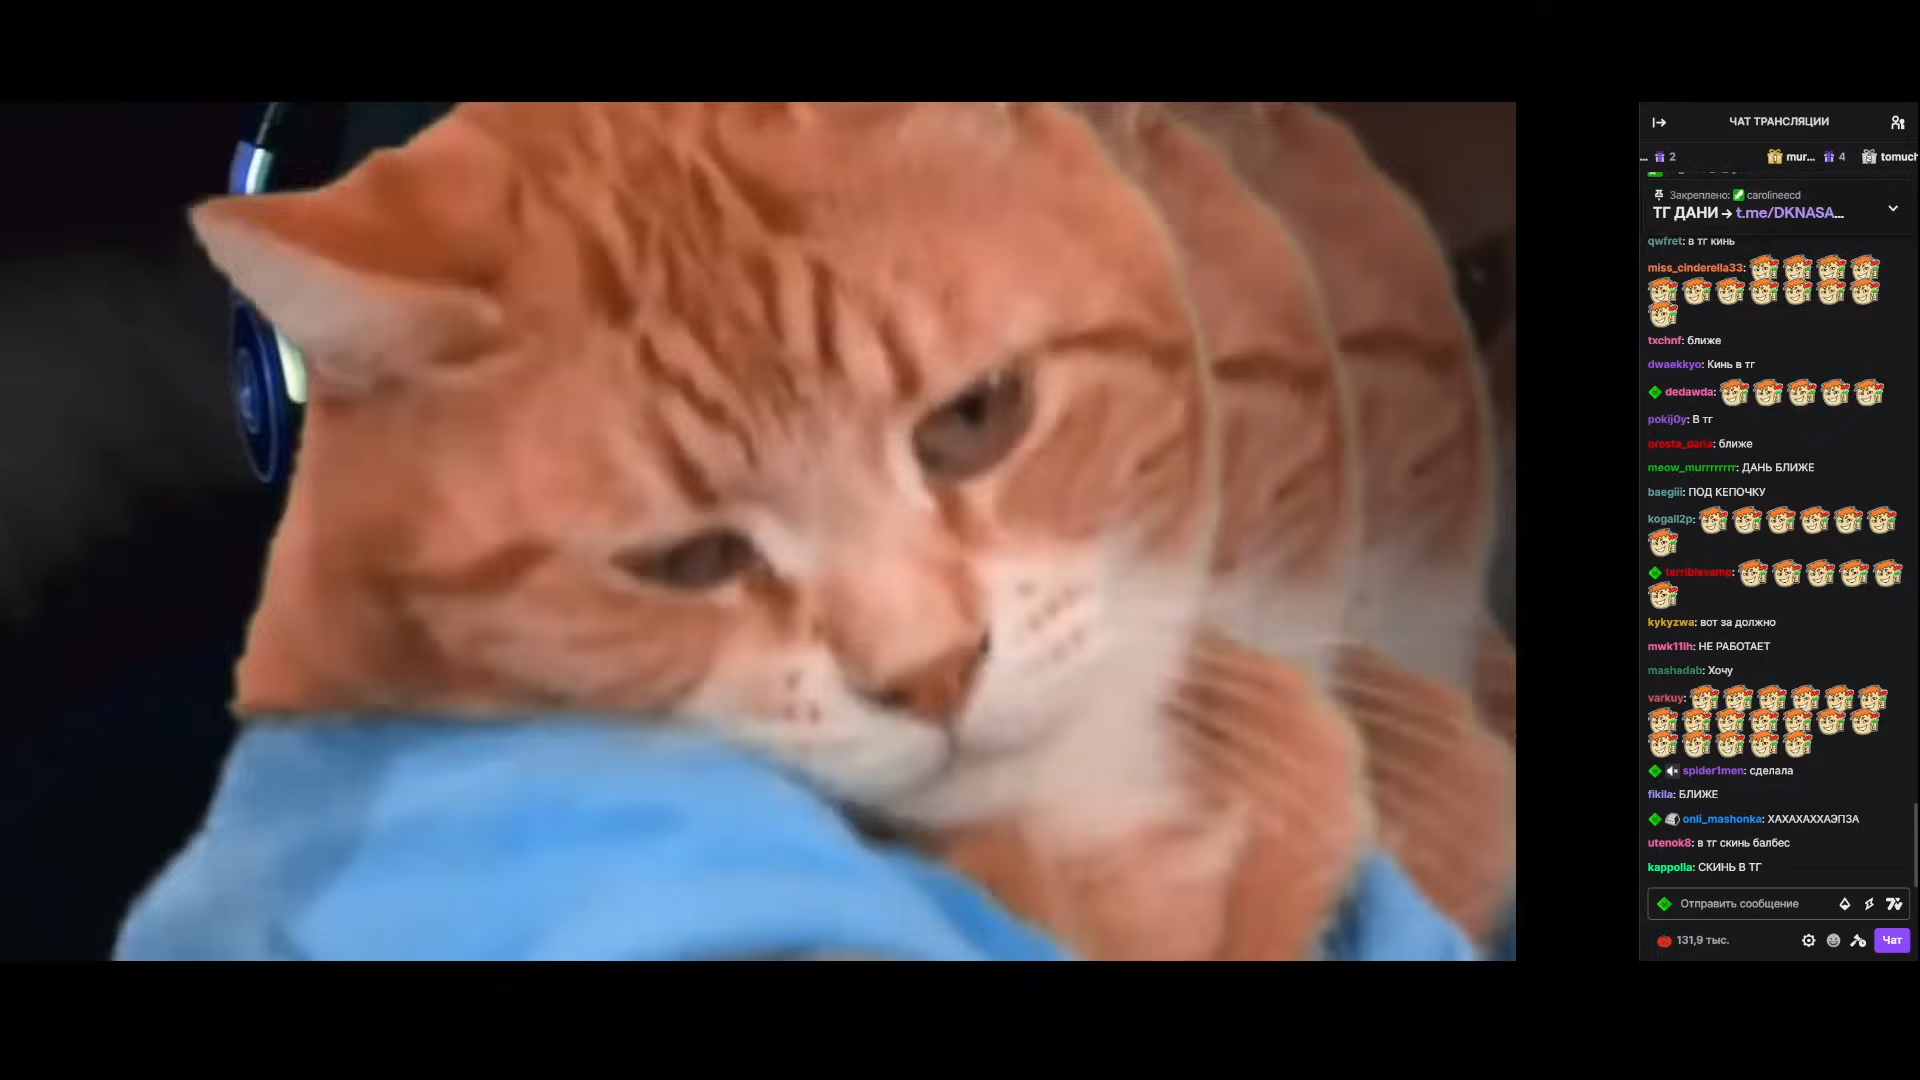 ЧАТ ТРАНСЛЯЦИИ
... 2 mur... 4 tomuch
Закреплено: carolineecd
ТГ ДАНИ → t.me/DKNASA...
qwfret: в тг кинь
miss_cinderella33:
txchnf: ближе
dwaekkyo: Кинь в тг
dedawda:
pokij0y: В тг
prosta_daria: ближе
meow_murrrrrrrr: ДАНЬ БЛИЖЕ
baegiii: ПОД КЕПОЧКУ
kogall2p:
terriblevamp:
kykyzwa: вот за должно
mwk11lh: НЕ РАБОТАЕТ
mashadab: Хочу
varkuy:
spider1men: сделала
fikila: БЛИЖЕ
onli_mashonka: ХАХАХАХХАЭПЗА
utenok8: в тг скинь балбес
kappolla: СКИНЬ В ТГ
Отправить сообщение
131,9 тыс. Чат